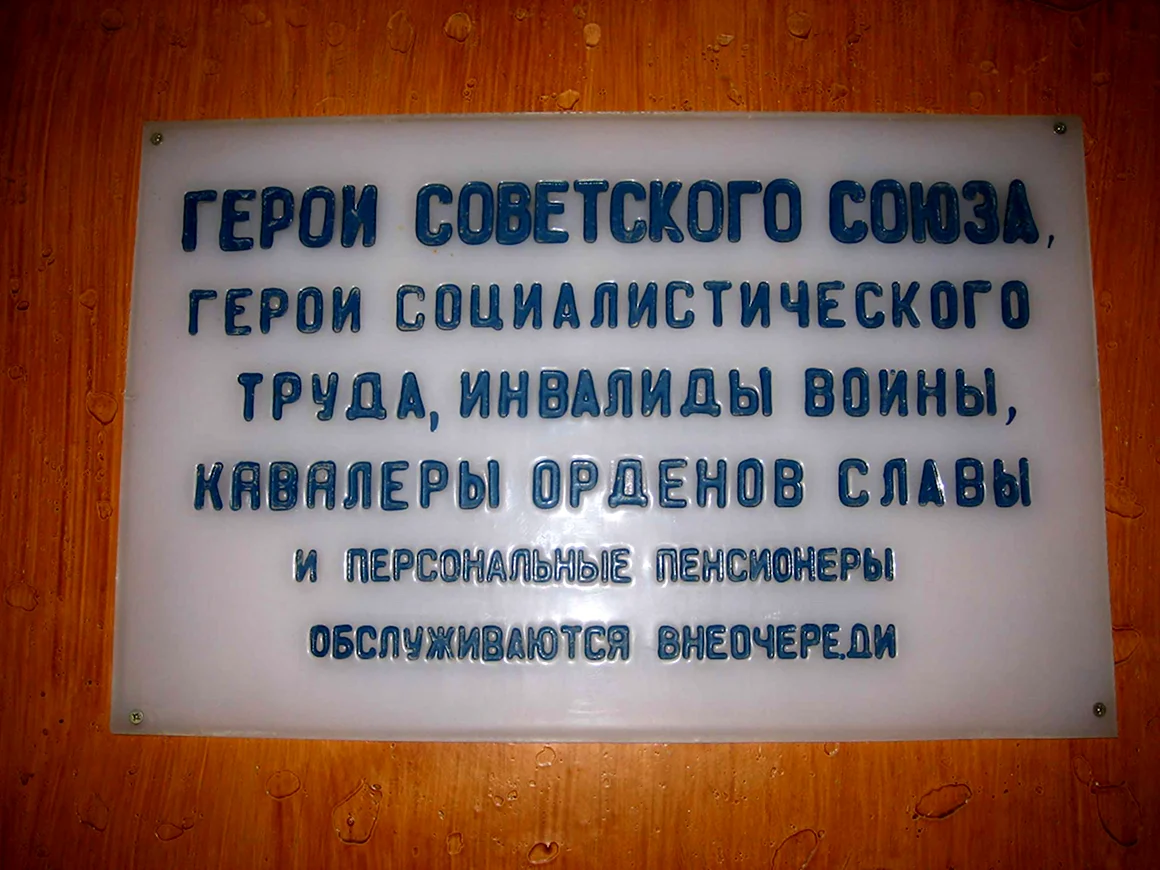 ГЕРОИ СОВЕТСКОГО СОЮЗА,
ГЕРОИ СОЦИАЛИСТИЧЕСКОГО
ТРУДА, ИНВАЛИДЫ ВОЙНЫ,
КАВАЛЕРЫ ОРДЕНОВ СЛАВЫ
И ПЕРСОНАЛЬНЫЕ ПЕНСИОНЕРЫ
ОБСЛУЖИВАЮТСЯ ВНЕОЧЕРЕДИ